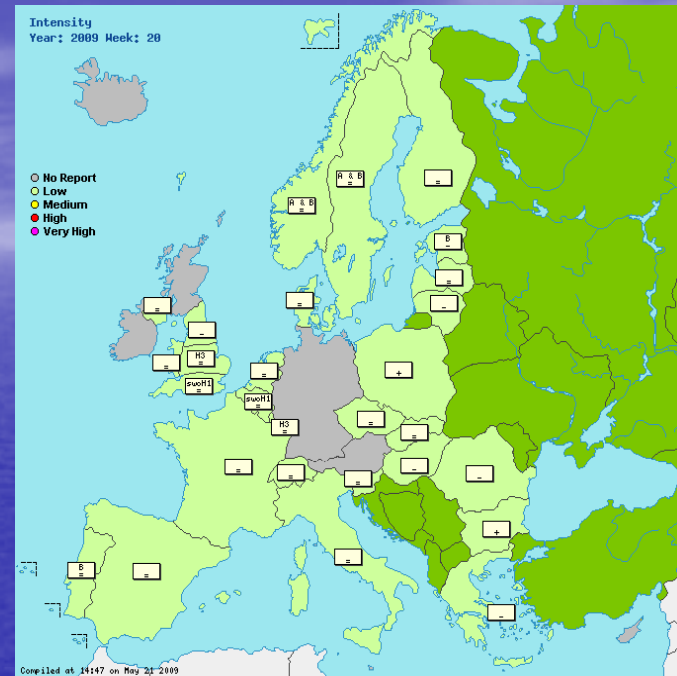 Intensity
Year: 2009 Week: 20
No Report
Low
Medium
High
Very High
A & B
=
A & B
=
=
B
-
=
-
=
=
-
=
H3
=
swoH1
=
=
swoH1
=
H3
=
+
=
=
-
=
=
=
-
+
-
=
B
=
=
Compiled at 14:47 on May 21 2009